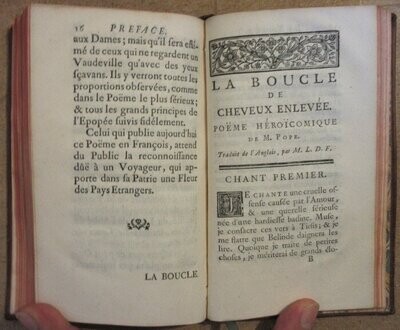 16 PREFACE.
aux Dames; mais qu'il sera esti-
mé de ceux qui ne regardent un
Vaudeville qu'avec des yeux
sçavans. Ils y verront toutes les
proportions observées, comme
dans le Poëme le plus sérieux;
& tous les grands principes de
l'Epopée suivis fidélement.
Celui qui publie aujourd'hui
ce Poëme en François, attend
du Public la reconnoissance
dûë à un Voyageur, qui ap-
porte dans sa Patrie une Fleur
des Pays Etrangers.
LA BOUCLE
LA BOUCLE
DE
CHEVEUX ENLEVÉE.
POËME HÉROÏCOMIQUE
DE M. POPE.
Traduit de l'Anglais, par M. L. D. F.
CHANT PREMIER.
JE CHANTE une cruelle of-
fense causée par l'Amour,
& une querelle sérieuse
née d'une hardiesse badine. Muse,
je consacre ces vers à Tirsis; & je
me flatte que Belinde daignera les
lire. Quoique je traite de petites
choses, je mériterai de grands élo-
B